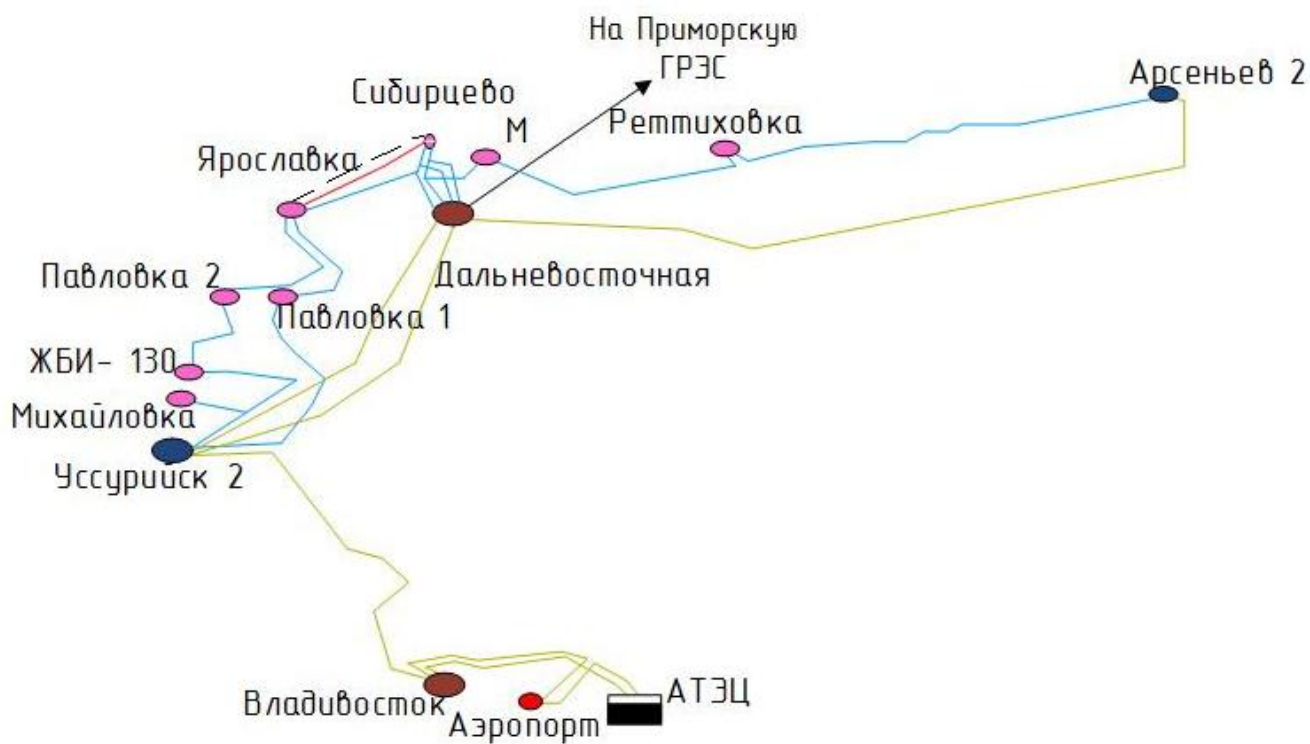 На Приморскую
ГРЭС
Арсеньев 2
Сибирцево
М
Реттиховка
Ярославка
Павловка 2
Дальневосточная
Павловка 1
ЖБИ- 130
Михайловка
Уссурийск 2
Владивосток
Аэропорт
АТЭЦ